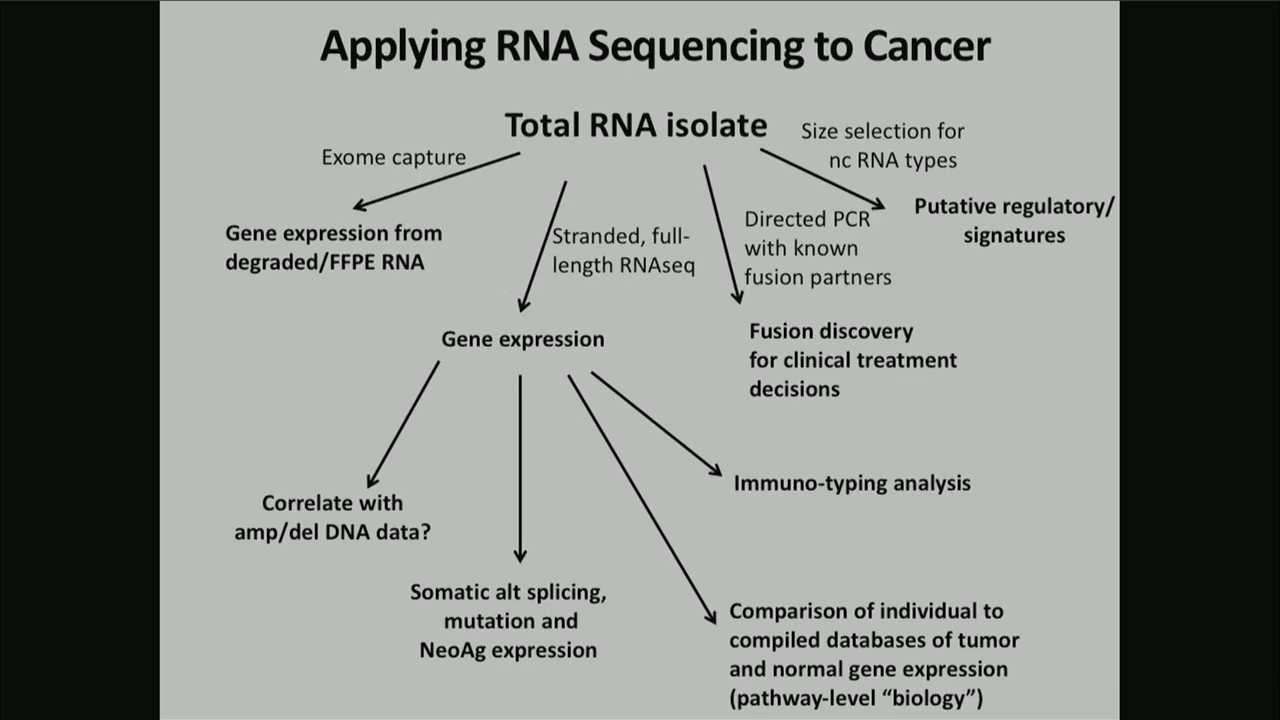 Applying RNA Sequencing to Cancer
Total RNA isolate
Exome capture
Size selection for
nc RNA types
Gene expression from
degraded/FFPE RNA
Stranded, full-
length RNAseq
Directed PCR
with known
fusion partners
Putative regulatory/
signatures
Gene expression
Fusion discovery
for clinical treatment
decisions
Correlate with
amp/del DNA data?
Immuno-typing analysis
Somatic alt splicing,
mutation and
NeoAg expression
Comparison of individual to
compiled databases of tumor
and normal gene expression
(pathway-level “biology”)